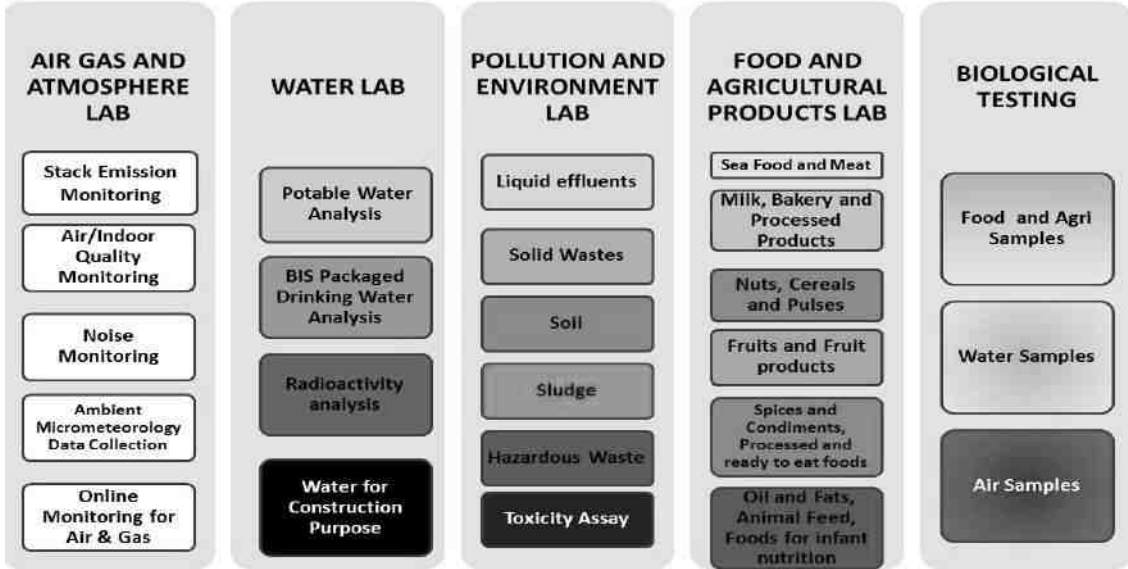 AIR GAS AND
ATMOSPHERE
LAB
Stack Emission
Monitoring
Air/Indoor
Quality
Monitoring
Noise
Monitoring
Ambient
Micrometeorology
Data Collection
Online
Monitoring for
Air & Gas
WATER LAB
Potable Water
Analysis
BIS Packaged
Drinking Water
Analysis
Radioactivity
analysis
Water for
Construction
Purpose
POLLUTION AND
ENVIRONMENT
LAB
Liquid effluents
Solid Wastes
Soil
Sludge
Hazardous Waste
Toxicity Assay
FOOD AND
AGRICULTURAL
PRODUCTS LAB
Sea Food and Meat
Milk, Bakery and
Processed
Products
Nuts, Cereals
and Pulses
Fruits and Fruit
products
Spices and
Condiments,
Processed and
ready to eat foods
Oil and Fats,
Animal Feed,
Foods for infant
nutrition
BIOLOGICAL
TESTING
Food and Agri
Samples
Water Samples
Air Samples